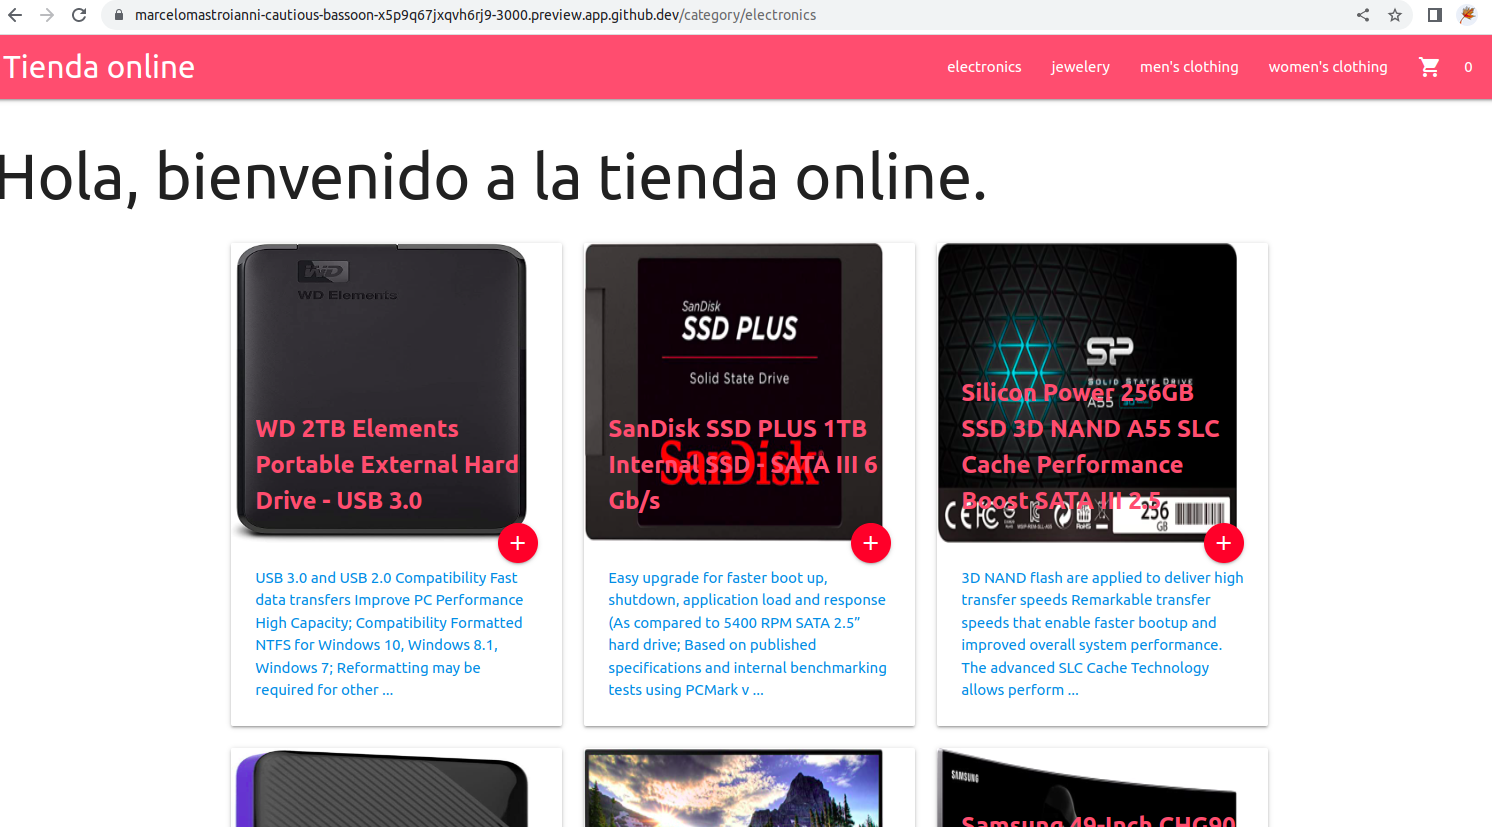 marcelomastroianni-cautious-bassoon-x5p9q67jxqvh6rj9-3000.preview.app.github.dev/category/electronics
Tienda online
electronics jewelery men's clothing women's clothing 0
Hola, bienvenido a la tienda online.
WD
WD Elements
WD 2TB Elements
Portable External Hard
Drive - USB 3.0
USB 3.0 and USB 2.0 Compatibility Fast
data transfers Improve PC Performance
High Capacity; Compatibility Formatted
NTFS for Windows 10, Windows 8.1,
Windows 7; Reformatting may be
required for other ...
SanDisk
SSD PLUS
Solid State Drive
SanDisk
SanDisk SSD PLUS 1TB
Internal SSD - SATA III 6
Gb/s
Easy upgrade for faster boot up,
shutdown, application load and response
(As compared to 5400 RPM SATA 2.5”
hard drive; Based on published
specifications and internal benchmarking
tests using PCMark v ...
SP
SOLID STATE DRIVE
A55
Silicon Power 256GB
SSD 3D NAND A55 SLC
Cache Performance
Boost SATA III 2.5
256
GB
3D NAND flash are applied to deliver high
transfer speeds Remarkable transfer
speeds that enable faster bootup and
improved overall system performance.
The advanced SLC Cache Technology
allows perform ...
SAMSUNG
Samsung 49-Inch CHG90